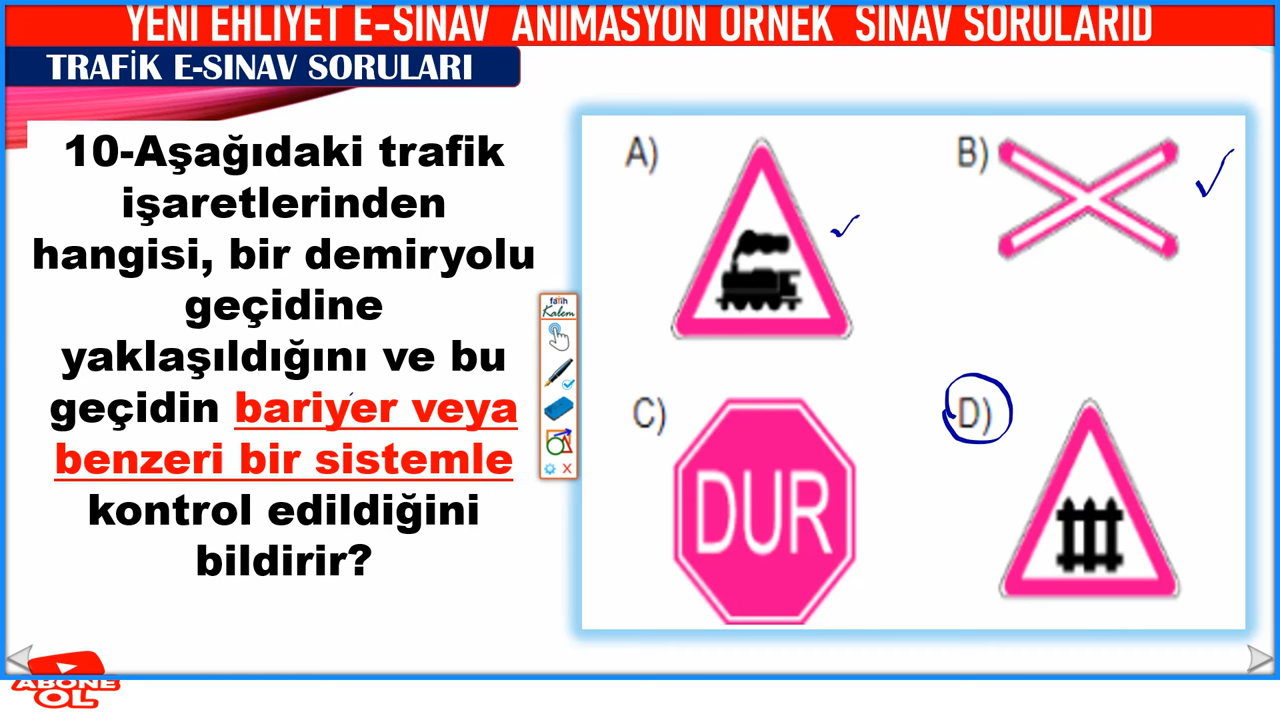 YENİ EHLİYET E-SINAV ANİMASYON ÖRNEK SINAV SORULARID
TRAFİK E-SINAV SORULARI
10-Aşağıdaki trafik
işaretlerinden
hangisi, bir demiryolu
geçidine
yaklaşıldığını ve bu
geçidin bariyer veya
benzeri bir sistemle
kontrol edildiğini
bildirir?
A)
B)
fatih
Kalem
C)
DUR
D)
ABONE
OL